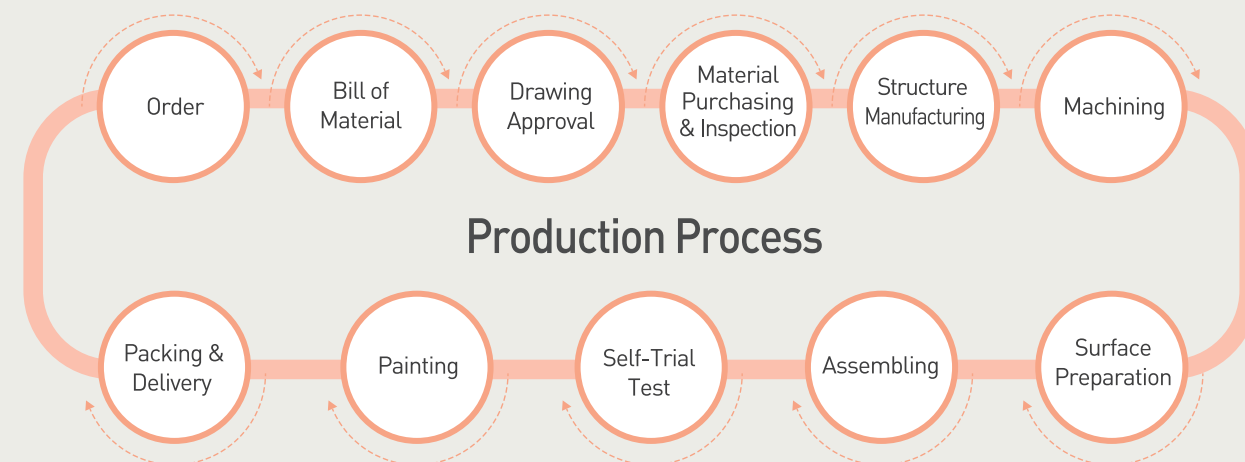 Order
Bill of
Material
Drawing
Approval
Material
Purchasing
& Inspection
Structure
Manufacturing
Machining
Production Process
Packing &
Delivery
Painting
Self-Trial
Test
Assembling
Surface
Preparation